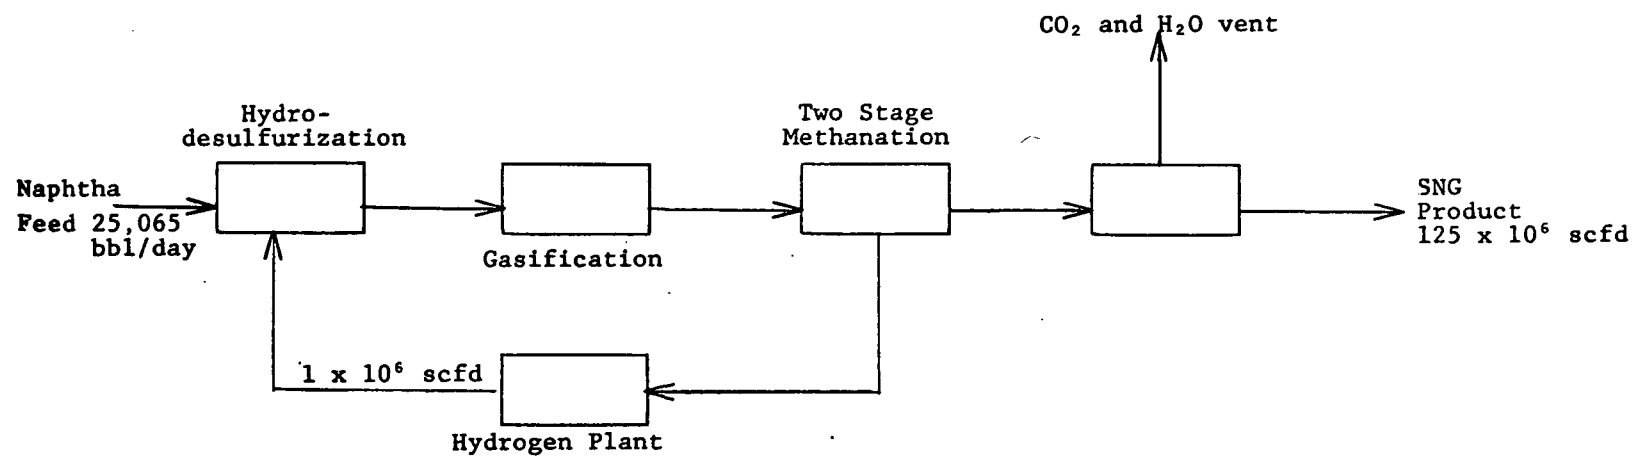 CO₂ and H₂O vent
Hydro-
desulfurization
Two Stage
Methanation
Naphtha
Feed 25,065
bbl/day
Gasification
SNG
Product
125 x 10⁶ scfd
1 x 10⁶ scfd
Hydrogen Plant